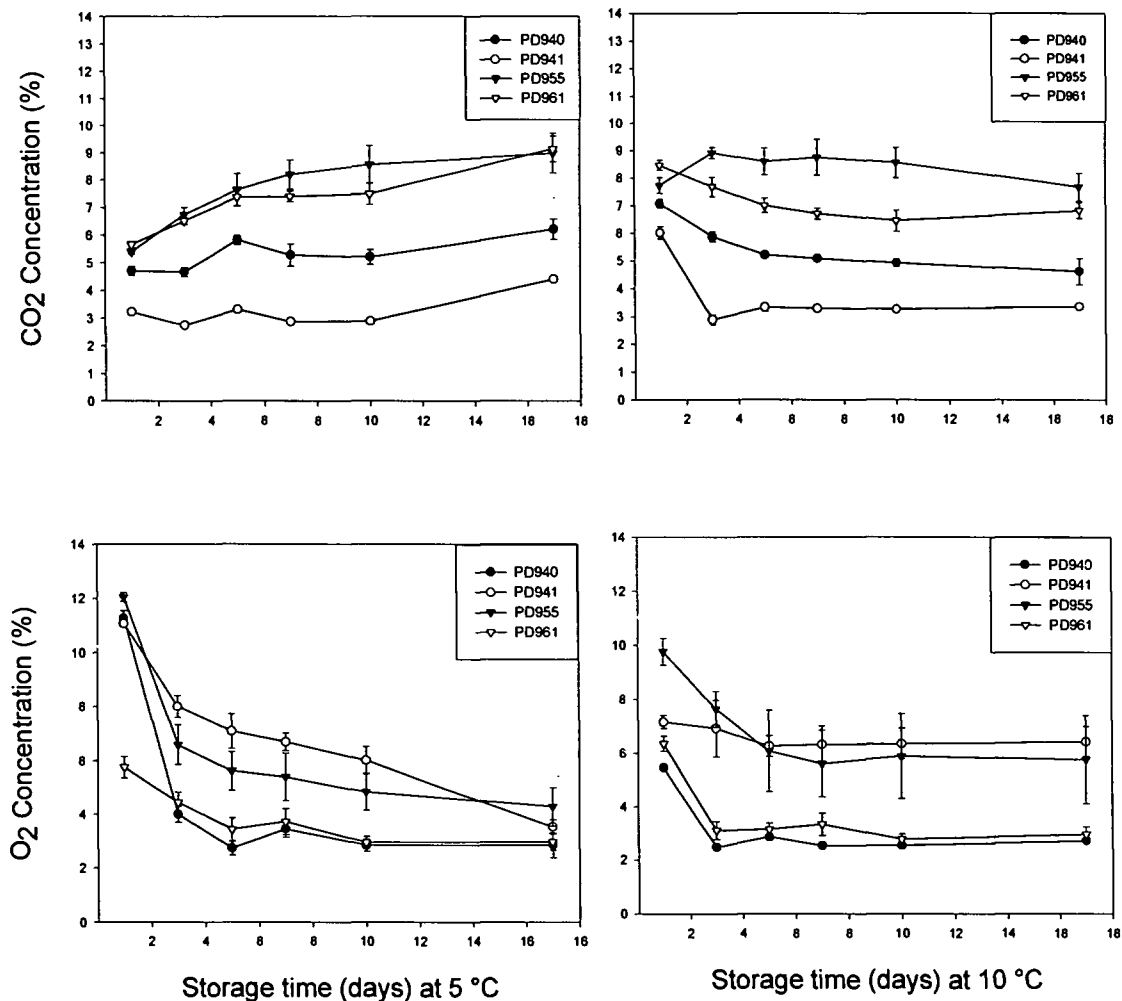 CO2 Concentration (%)
14
13
12
11
10
9
8
7
6
5
4
3
2
1
0
2 4 6 8 10 12 14 16 18
PD940
PD941
PD955
PD961
14
13
12
11
10
9
8
7
6
5
4
3
2
1
0
2 4 6 8 10 12 14 16 18
PD940
PD941
PD955
PD961
O2 Concentration (%)
14
12
10
8
6
4
2
0
2 4 6 8 10 12 14 16 18
PD940
PD941
PD955
PD961
14
12
10
8
6
4
2
0
2 4 6 8 10 12 14 16 18
PD940
PD941
PD955
PD961
Storage time (days) at 5 °C
Storage time (days) at 10 °C